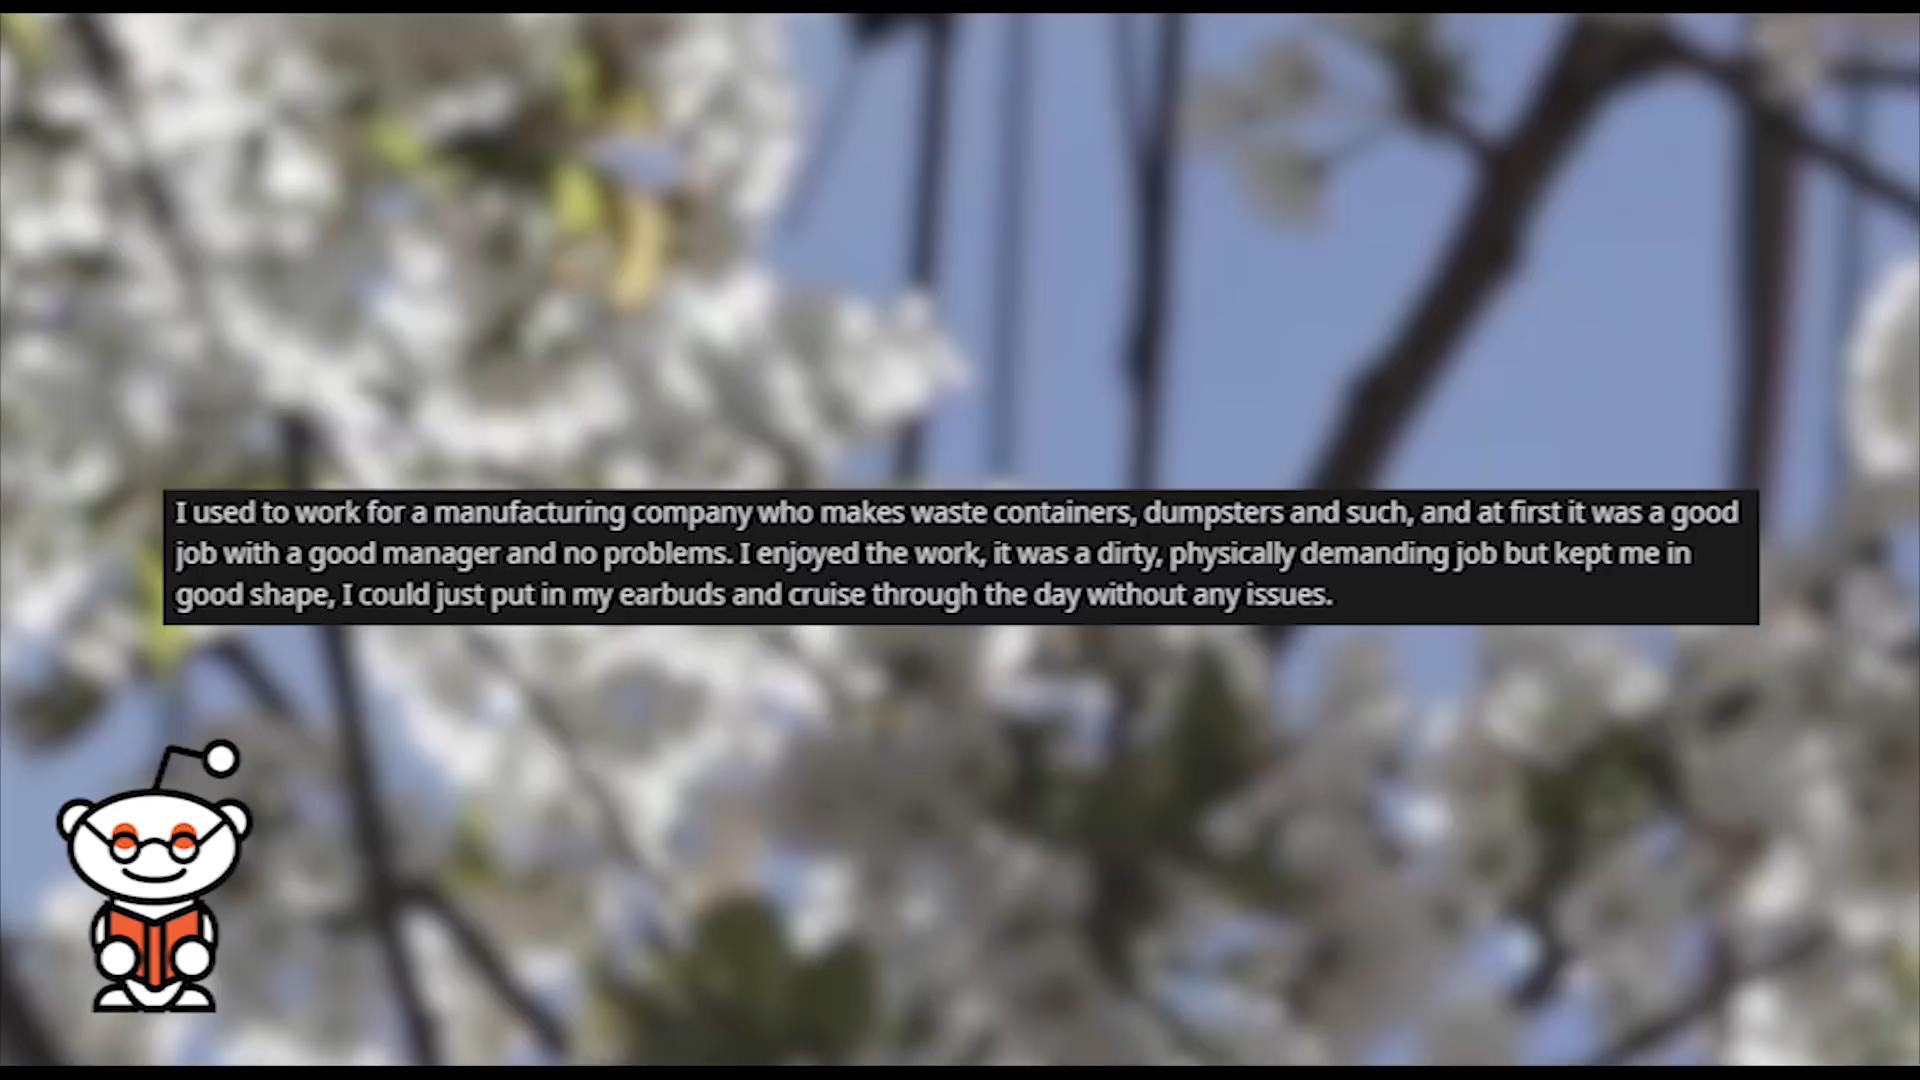 I used to work for a manufacturing company who makes waste containers, dumpsters and such, and at first it was a good
job with a good manager and no problems. I enjoyed the work, it was a dirty, physically demanding job but kept me in
good shape, I could just put in my earbuds and cruise through the day without any issues.